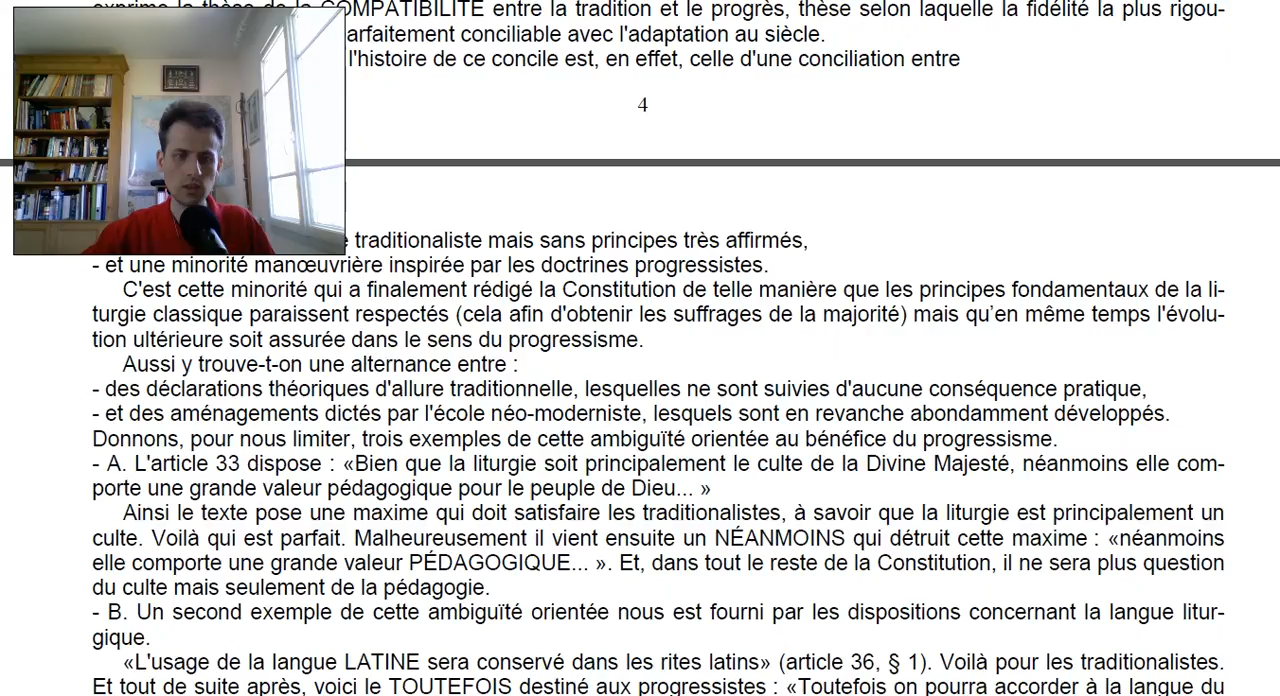 exprime la thèse de la COMPATIBILITÉ entre la tradition et le progrès, thèse selon laquelle la fidélité la plus rigou-
arfaitement conciliable avec l'adaptation au siècle.
l'histoire de ce concile est, en effet, celle d'une conciliation entre
4
traditionaliste mais sans principes très affirmés,
- et une minorité manœuvrière inspirée par les doctrines progressistes.
C'est cette minorité qui a finalement rédigé la Constitution de telle manière que les principes fondamentaux de la li-
turgie classique paraissent respectés (cela afin d'obtenir les suffrages de la majorité) mais qu'en même temps l'évolu-
tion ultérieure soit assurée dans le sens du progressisme.
Aussi y trouve-t-on une alternance entre :
- des déclarations théoriques d'allure traditionnelle, lesquelles ne sont suivies d'aucune conséquence pratique,
- et des aménagements dictés par l'école néo-moderniste, lesquels sont en revanche abondamment développés.
Donnons, pour nous limiter, trois exemples de cette ambiguïté orientée au bénéfice du progressisme.
- A. L'article 33 dispose : «Bien que la liturgie soit principalement le culte de la Divine Majesté, néanmoins elle com-
porte une grande valeur pédagogique pour le peuple de Dieu... »
Ainsi le texte pose une maxime qui doit satisfaire les traditionalistes, à savoir que la liturgie est principalement un
culte. Voilà qui est parfait. Malheureusement il vient ensuite un NÉANMOINS qui détruit cette maxime : «néanmoins
elle comporte une grande valeur PÉDAGOGIQUE... ». Et, dans tout le reste de la Constitution, il ne sera plus question
du culte mais seulement de la pédagogie.
- B. Un second exemple de cette ambiguïté orientée nous est fourni par les dispositions concernant la langue litur-
gique.
«L'usage de la langue LATINE sera conservé dans les rites latins» (article 36, § 1). Voilà pour les traditionalistes.
Et tout de suite après, voici le TOUTEFOIS destiné aux progressistes : «Toutefois on pourra accorder à la langue du